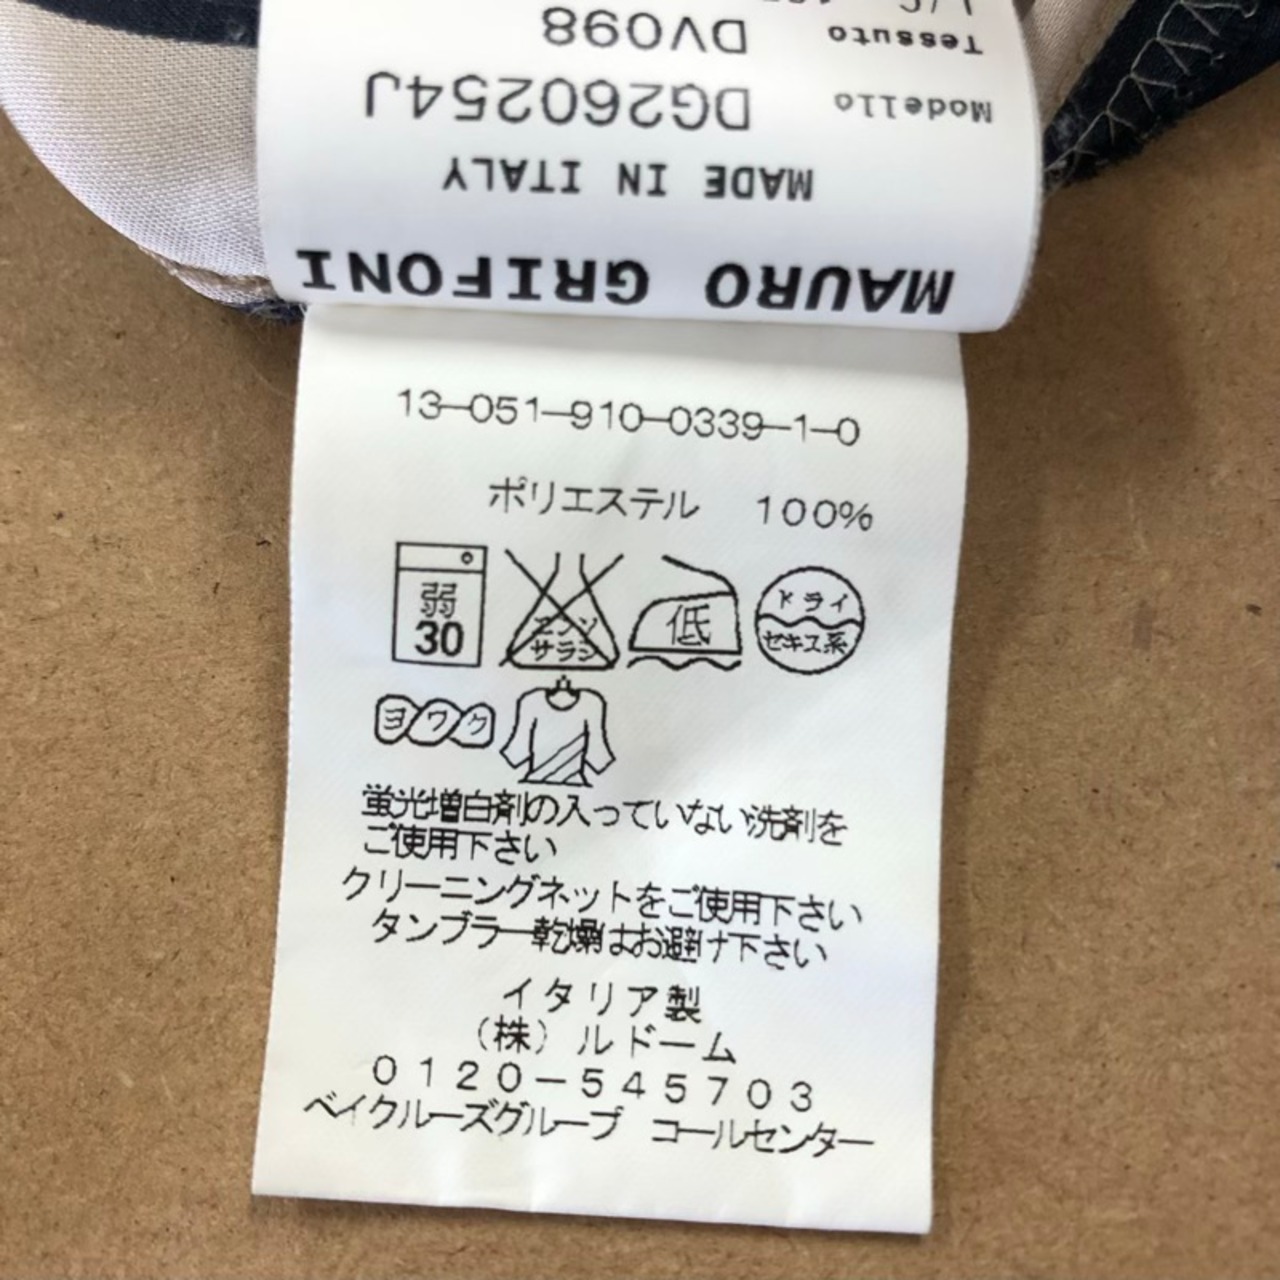 MAURO GRIFONI
MADE IN ITALY
Modello DG260254J
Tessuto DV098
13-051-910-0339-1-0
ポリエステル 100%
弱
30
エンソ
サラシ
低
ドライ
セキユ系
ヨワク
蛍光増白剤の入っていない洗剤を
ご使用下さい
クリーニングネットをご使用下さい
タンブラー乾燥はお避け下さい
イタリア製
(株)ルドーム
0120-545703
ベイクルーズグループ コールセンター